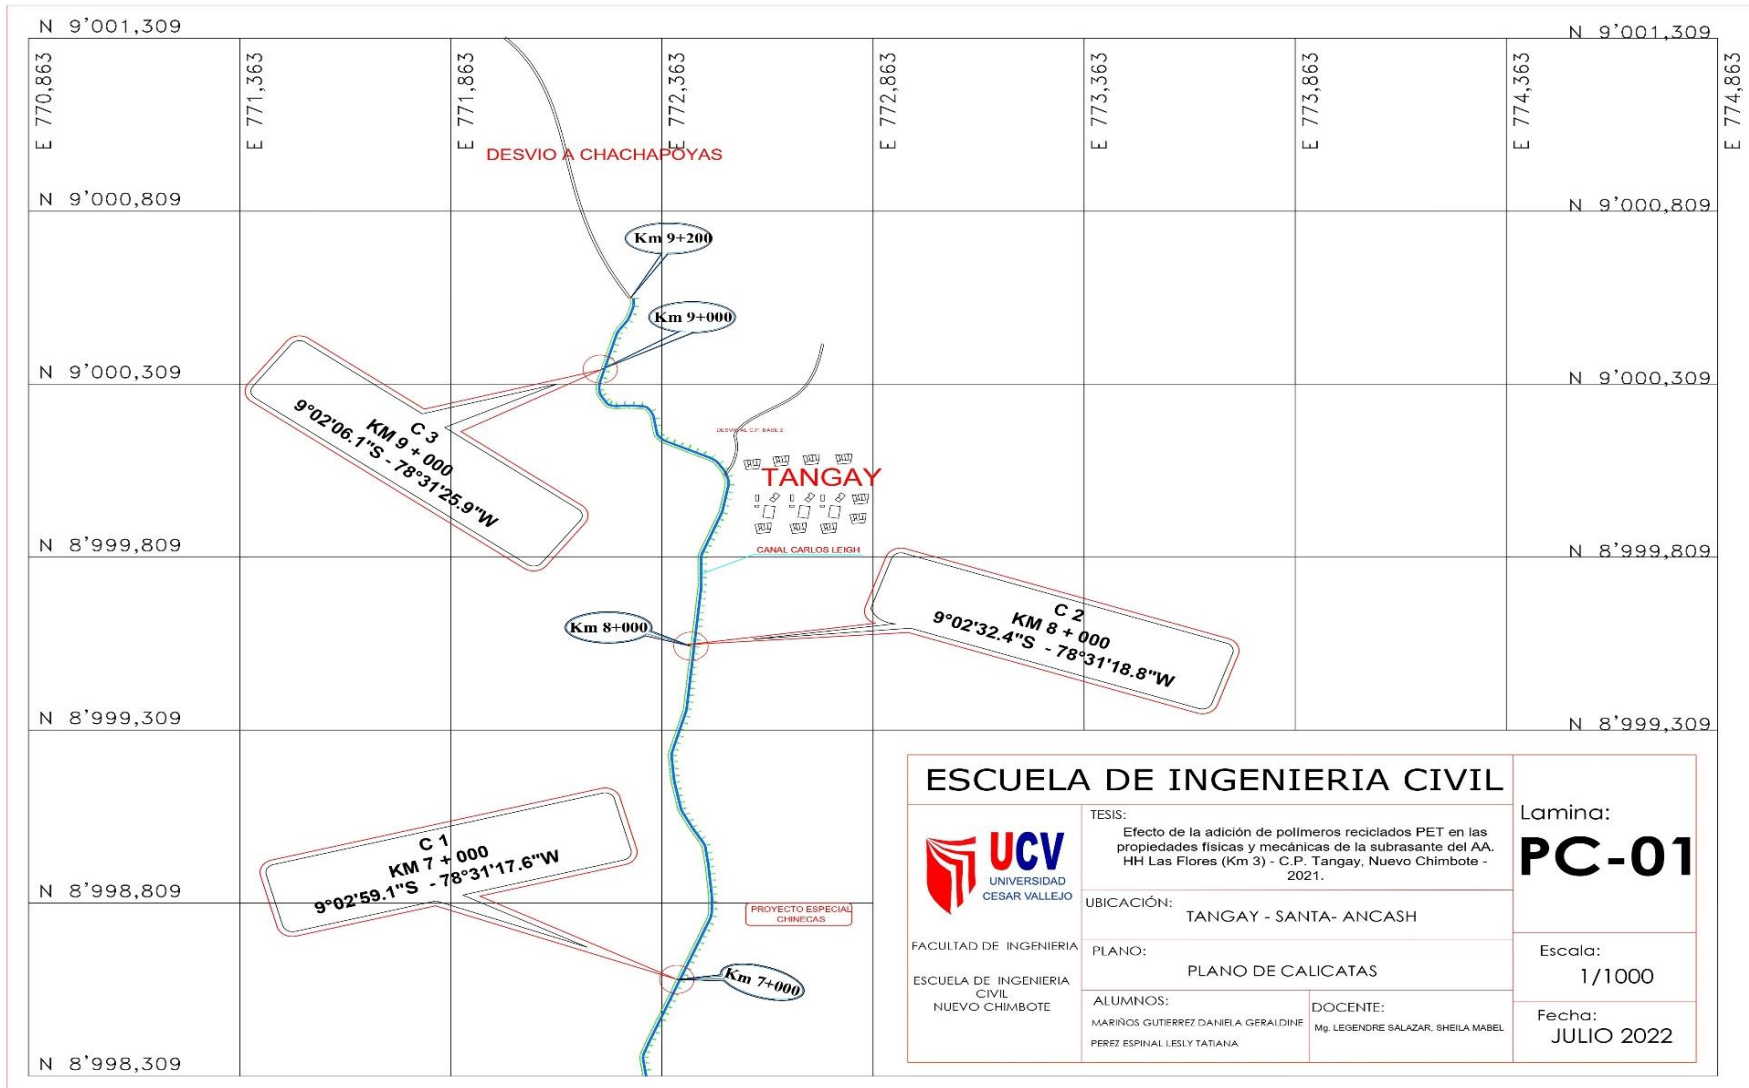 N 9'001,309
N 9'001,309
E 770,863
E 771,363
E 771,863
E 772,363
E 772,863
E 773,363
E 773,863
E 774,363
E 774,863
DESVIO A CHACHAPOYAS
N 9'000,809
N 9'000,809
Km 9+200
Km 9+000
N 9'000,309
N 9'000,309
C 3
KM 9 + 000
9°02'06.1"S - 78°31'25.9"W
DESVIO AL C.P. BASE 2
TANGAY
N 8'999,809
N 8'999,809
CANAL CARLOS LEIGH
Km 8+000
C 2
KM 8 + 000
9°02'32.4"S - 78°31'18.8"W
N 8'999,309
N 8'999,309
C 1
KM 7 + 000
9°02'59.1"S - 78°31'17.6"W
N 8'998,809
PROYECTO ESPECIAL
CHINECAS
Km 7+000
N 8'998,309
ESCUELA DE INGENIERIA CIVIL
UCV
UNIVERSIDAD
CESAR VALLEJO
FACULTAD DE INGENIERIA
ESCUELA DE INGENIERIA
CIVIL
NUEVO CHIMBOTE
TESIS:
Efecto de la adición de polímeros reciclados PET en las
propiedades físicas y mecánicas de la subrasante del AA.
HH Las Flores (Km 3) - C.P. Tangay, Nuevo Chimbote -
2021.
UBICACIÓN:
TANGAY - SANTA- ANCASH
PLANO:
PLANO DE CALICATAS
ALUMNOS:
MARIÑOS GUTIERREZ DANIELA GERALDINE
PEREZ ESPINAL LESLY TATIANA
DOCENTE:
Mg. LEGENDRE SALAZAR, SHEILA MABEL
Lamina:
PC-01
Escala:
1/1000
Fecha:
JULIO 2022